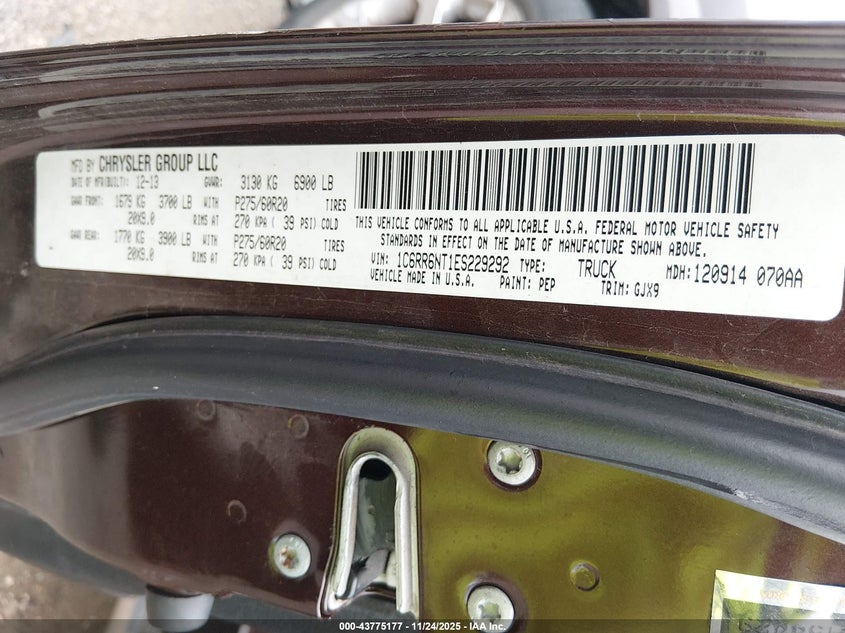 MFD BY CHRYSLER GROUP LLC
DATE OF MFR(BUILT): 12-13 GVWR: 3130 KG 6900 LB
GAWR FRONT: 1679 KG 3700 LB WITH P275/60R20 TIRES
20X9.0 RIMS AT 270 KPA ( 39 PSI) COLD
GAWR REAR: 1770 KG 3900 LB WITH P275/60R20 TIRES
20X9.0 RIMS AT 270 KPA ( 39 PSI) COLD
THIS VEHICLE CONFORMS TO ALL APPLICABLE U.S.A. FEDERAL MOTOR VEHICLE SAFETY
STANDARDS IN EFFECT ON THE DATE OF MANUFACTURE SHOWN ABOVE.
VIN: 1C6RR6NT1ES229292 TYPE: TRUCK MDH:120914 070AA
VEHICLE MADE IN U.S.A. PAINT: PEP TRIM: GJX9
000-43775177 - 11/24/2025 - IAA Inc.